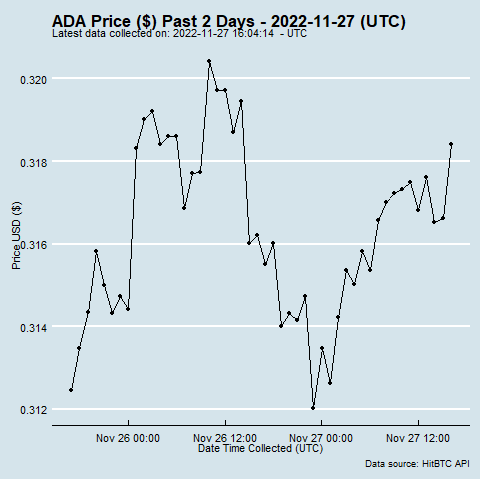 ADA Price ($) Past 2 Days - 2022-11-27 (UTC)
Latest data collected on: 2022-11-27 16:04:14 - UTC
0.320
0.318
0.316
0.314
0.312
Price USD ($)
Nov 26 00:00 Nov 26 12:00 Nov 27 00:00 Nov 27 12:00
Date Time Collected (UTC)
Data source: HitBTC API